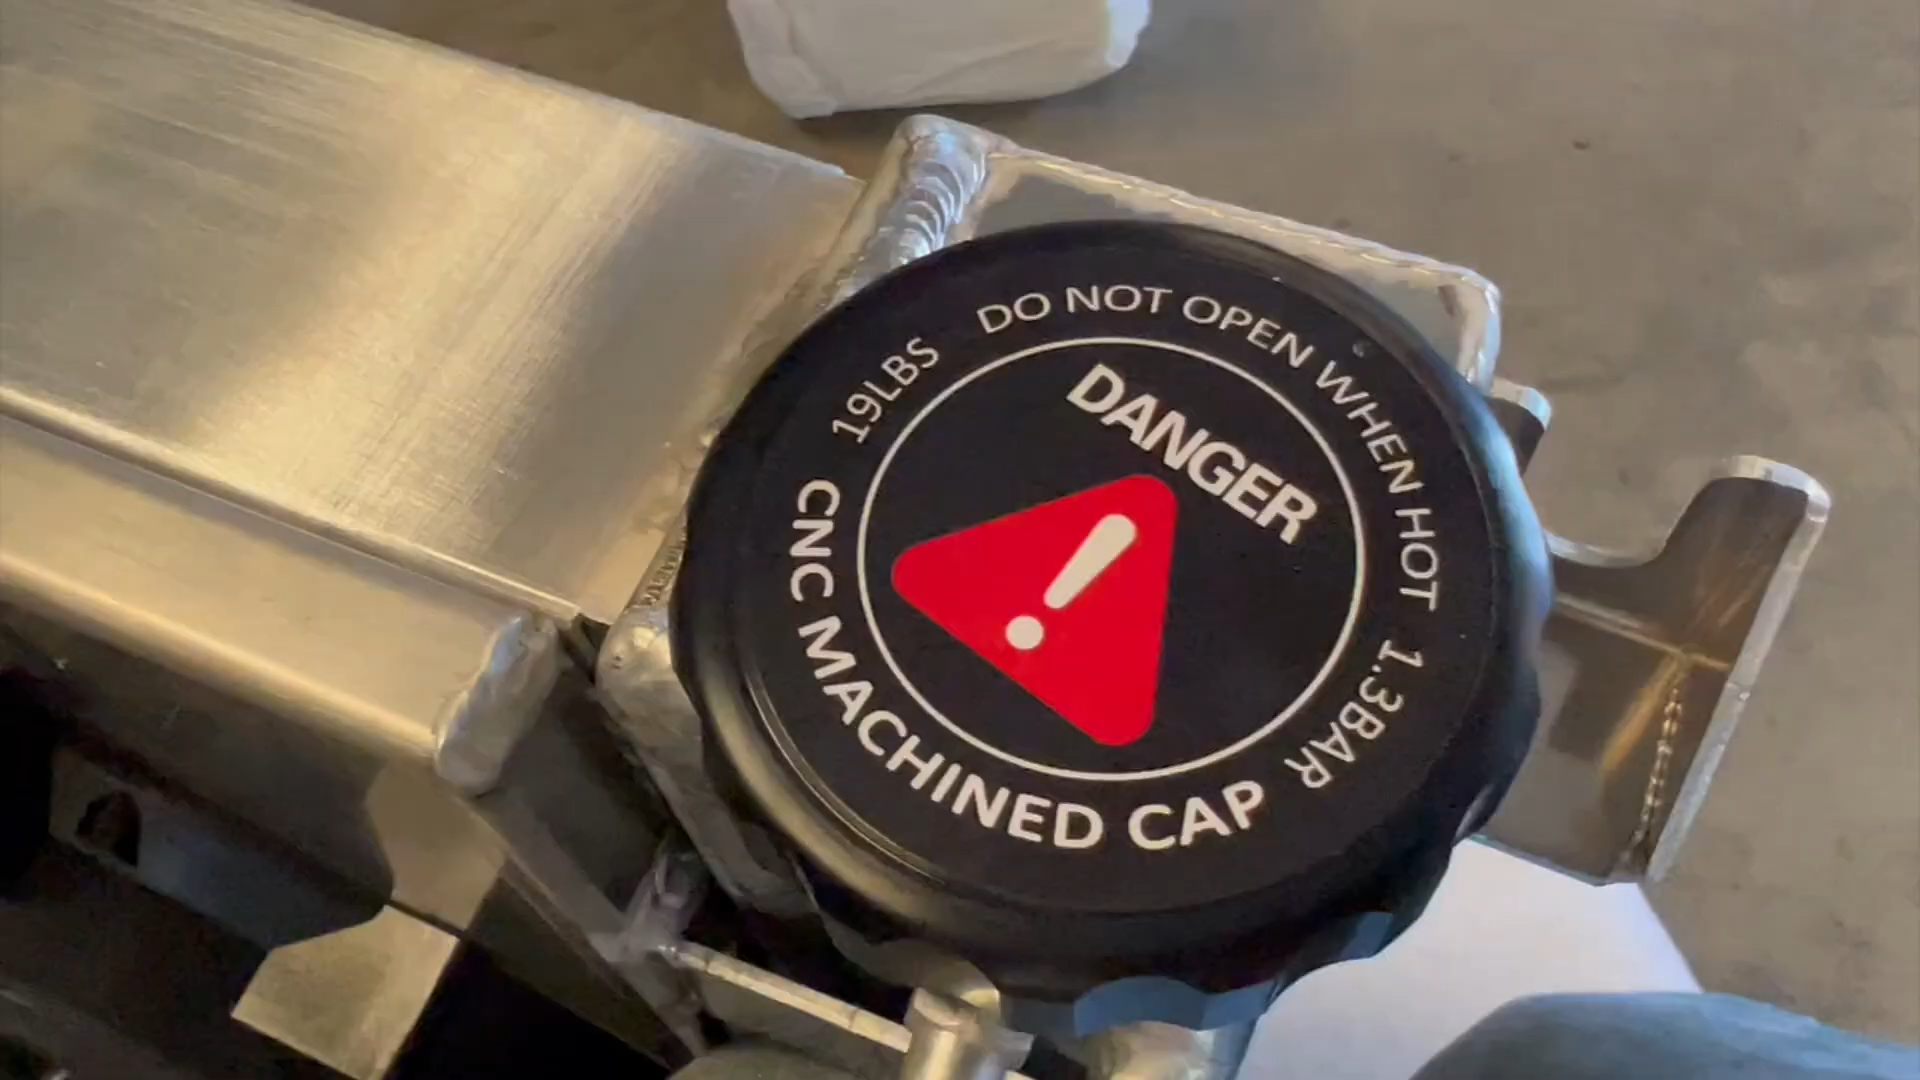 DO NOT OPEN WHEN HOT
1.3BAR
CNC MACHINED CAP
19LBS
DANGER